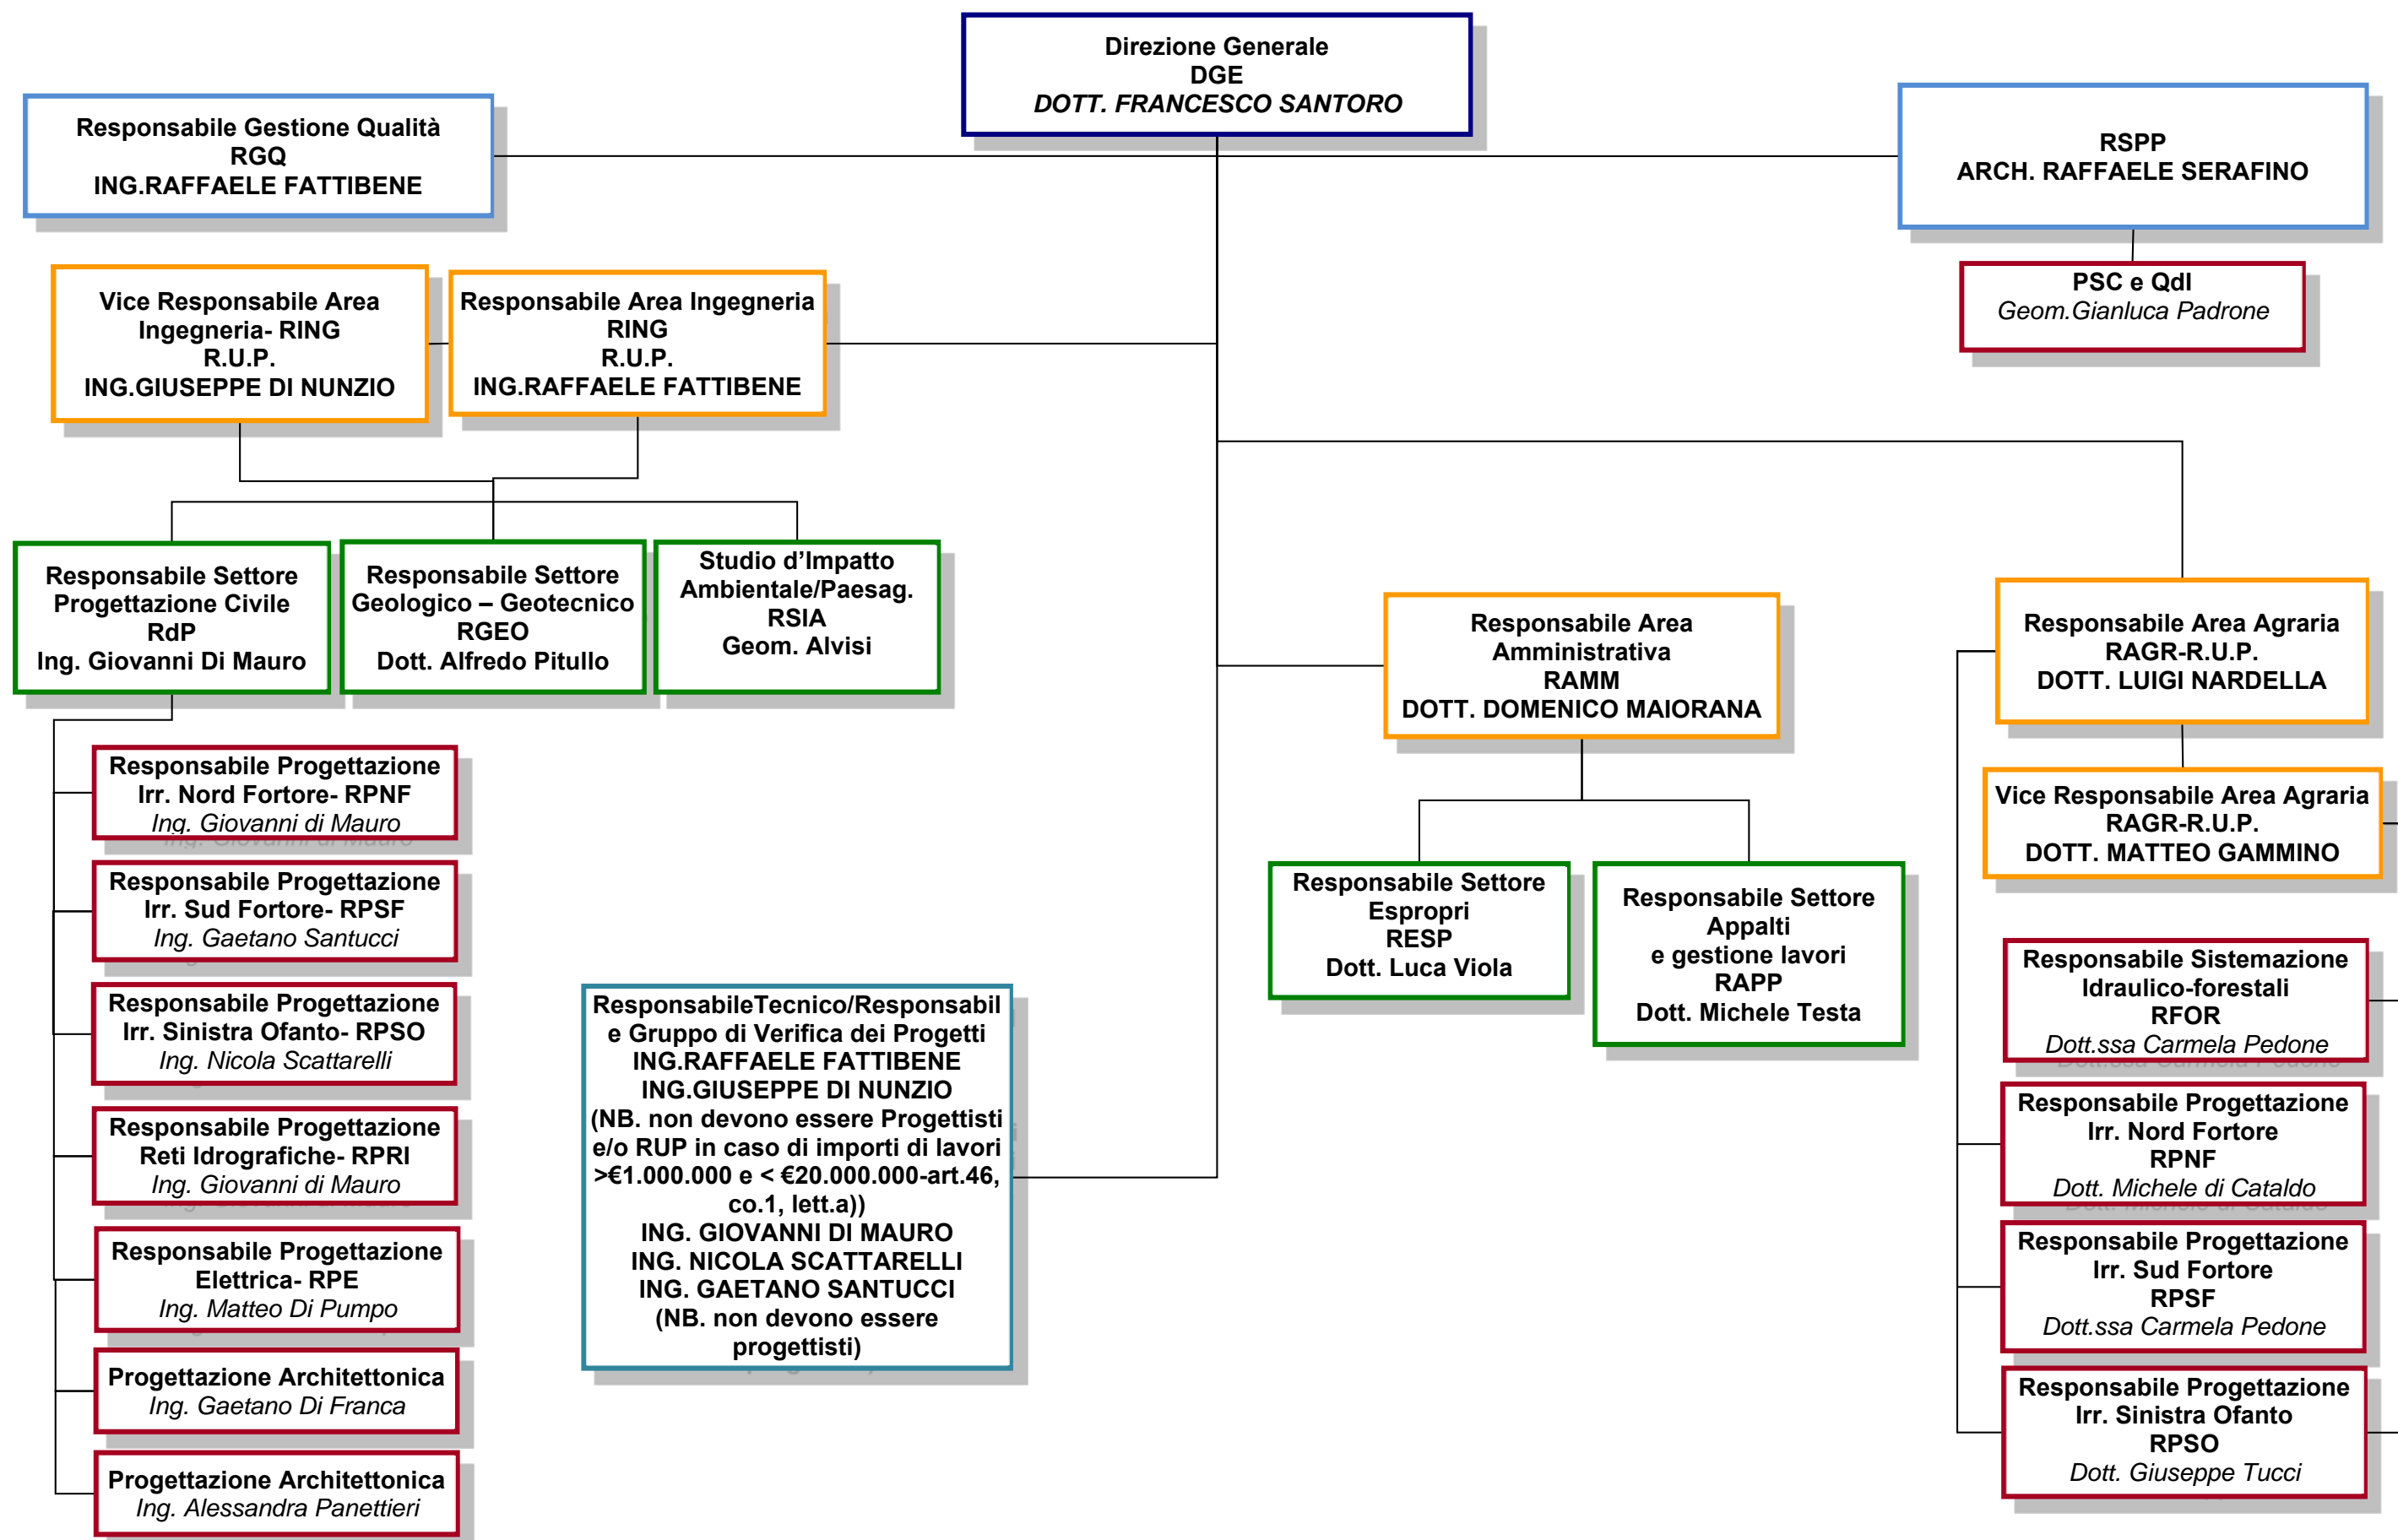 Direzione Generale
DGE
DOTT. FRANCESCO SANTORO
Responsabile Gestione Qualità
RGQ
ING.RAFFAELE FATTIBENE
RSPP
ARCH. RAFFAELE SERAFINO
PSC e QdI
Geom.Gianluca Padrone
Vice Responsabile Area
Ingegneria- RING
R.U.P.
ING.GIUSEPPE DI NUNZIO
Responsabile Area Ingegneria
RING
R.U.P.
ING.RAFFAELE FATTIBENE
Responsabile Settore
Progettazione Civile
RdP
Ing. Giovanni Di Mauro
Responsabile Settore
Geologico – Geotecnico
RGEO
Dott. Alfredo Pitullo
Studio d’Impatto
Ambientale/Paesag.
RSIA
Geom. Alvisi
Responsabile Progettazione
Irr. Nord Fortore- RPNF
Ing. Giovanni di Mauro
Responsabile Progettazione
Irr. Sud Fortore- RPSF
Ing. Gaetano Santucci
Responsabile Progettazione
Irr. Sinistra Ofanto- RPSO
Ing. Nicola Scattarelli
Responsabile Progettazione
Reti Idrografiche- RPRI
Ing. Giovanni di Mauro
Responsabile Progettazione
Elettrica- RPE
Ing. Matteo Di Pumpo
Progettazione Architettonica
Ing. Gaetano Di Franca
Progettazione Architettonica
Ing. Alessandra Panettieri
ResponsabileTecnico/Responsabil
e Gruppo di Verifica dei Progetti
ING.RAFFAELE FATTIBENE
ING.GIUSEPPE DI NUNZIO
(NB. non devono essere Progettisti
e/o RUP in caso di importi di lavori
>€1.000.000 e < €20.000.000-art.46,
co.1, lett.a))
ING. GIOVANNI DI MAURO
ING. NICOLA SCATTARELLI
ING. GAETANO SANTUCCI
(NB. non devono essere
progettisti)
Responsabile Area
Amministrativa
RAMM
DOTT. DOMENICO MAIORANA
Responsabile Settore
Espropri
RESP
Dott. Luca Viola
Responsabile Settore
Appalti
e gestione lavori
RAPP
Dott. Michele Testa
Responsabile Area Agraria
RAGR-R.U.P.
DOTT. LUIGI NARDELLA
Vice Responsabile Area Agraria
RAGR-R.U.P.
DOTT. MATTEO GAMMINO
Responsabile Sistemazione
Idraulico-forestali
RFOR
Dott.ssa Carmela Pedone
Responsabile Progettazione
Irr. Nord Fortore
RPNF
Dott. Michele di Cataldo
Responsabile Progettazione
Irr. Sud Fortore
RPSF
Dott.ssa Carmela Pedone
Responsabile Progettazione
Irr. Sinistra Ofanto
RPSO
Dott. Giuseppe Tucci